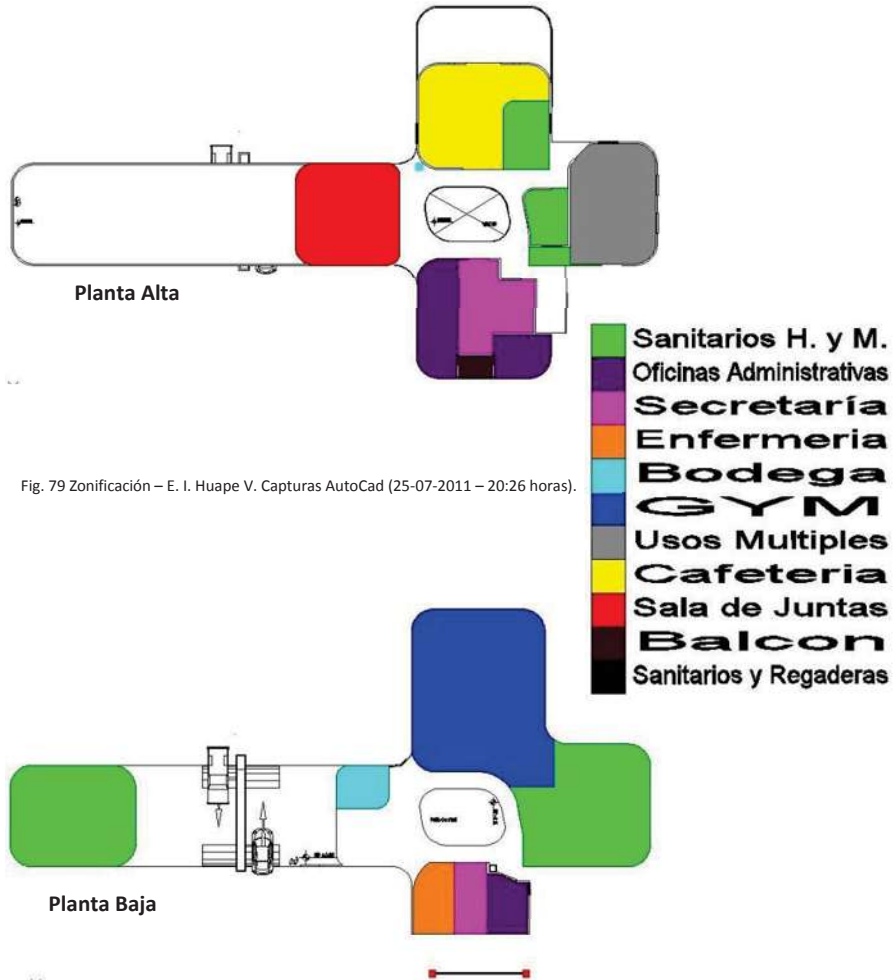 Planta Alta
Sanitarios H. y M.
Oficinas Administrativas
Secretaría
Enfermeria
Bodega
GYM
Usos Multiples
Cafeteria
Sala de Juntas
Balcon
Sanitarios y Regaderas
Fig. 79 Zonificación – E. I. Huape V. Capturas AutoCad (25-07-2011 – 20:26 horas).
Planta Baja